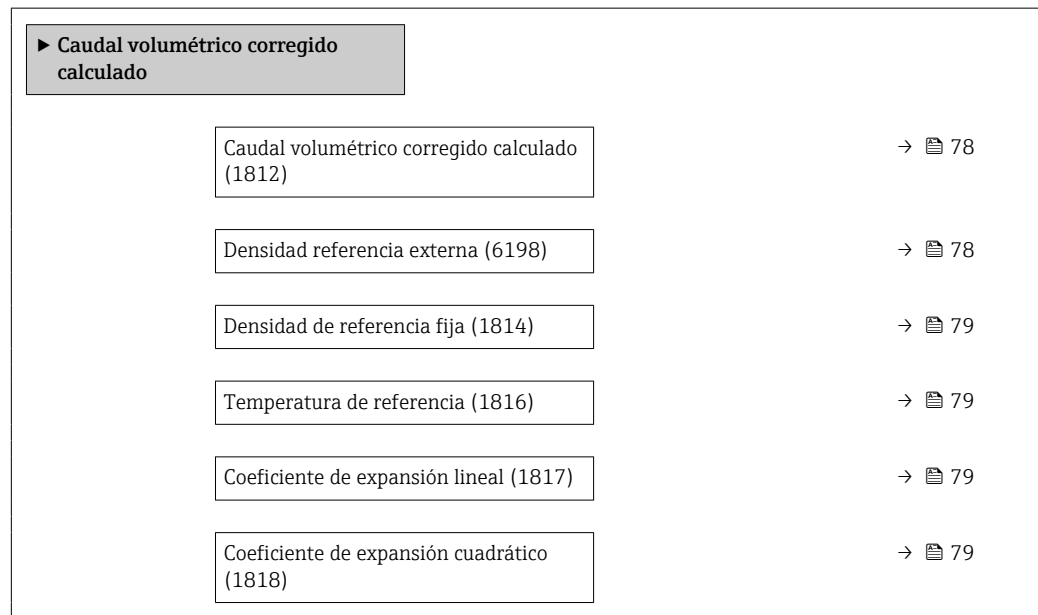 ▶ Caudal volumétrico corregido
calculado
Caudal volumétrico corregido calculado
(1812)
→ 78
Densidad referencia externa (6198)
→ 78
Densidad de referencia fija (1814)
→ 79
Temperatura de referencia (1816)
→ 79
Coeficiente de expansión lineal (1817)
→ 79
Coeficiente de expansión cuadrático
(1818)
→ 79